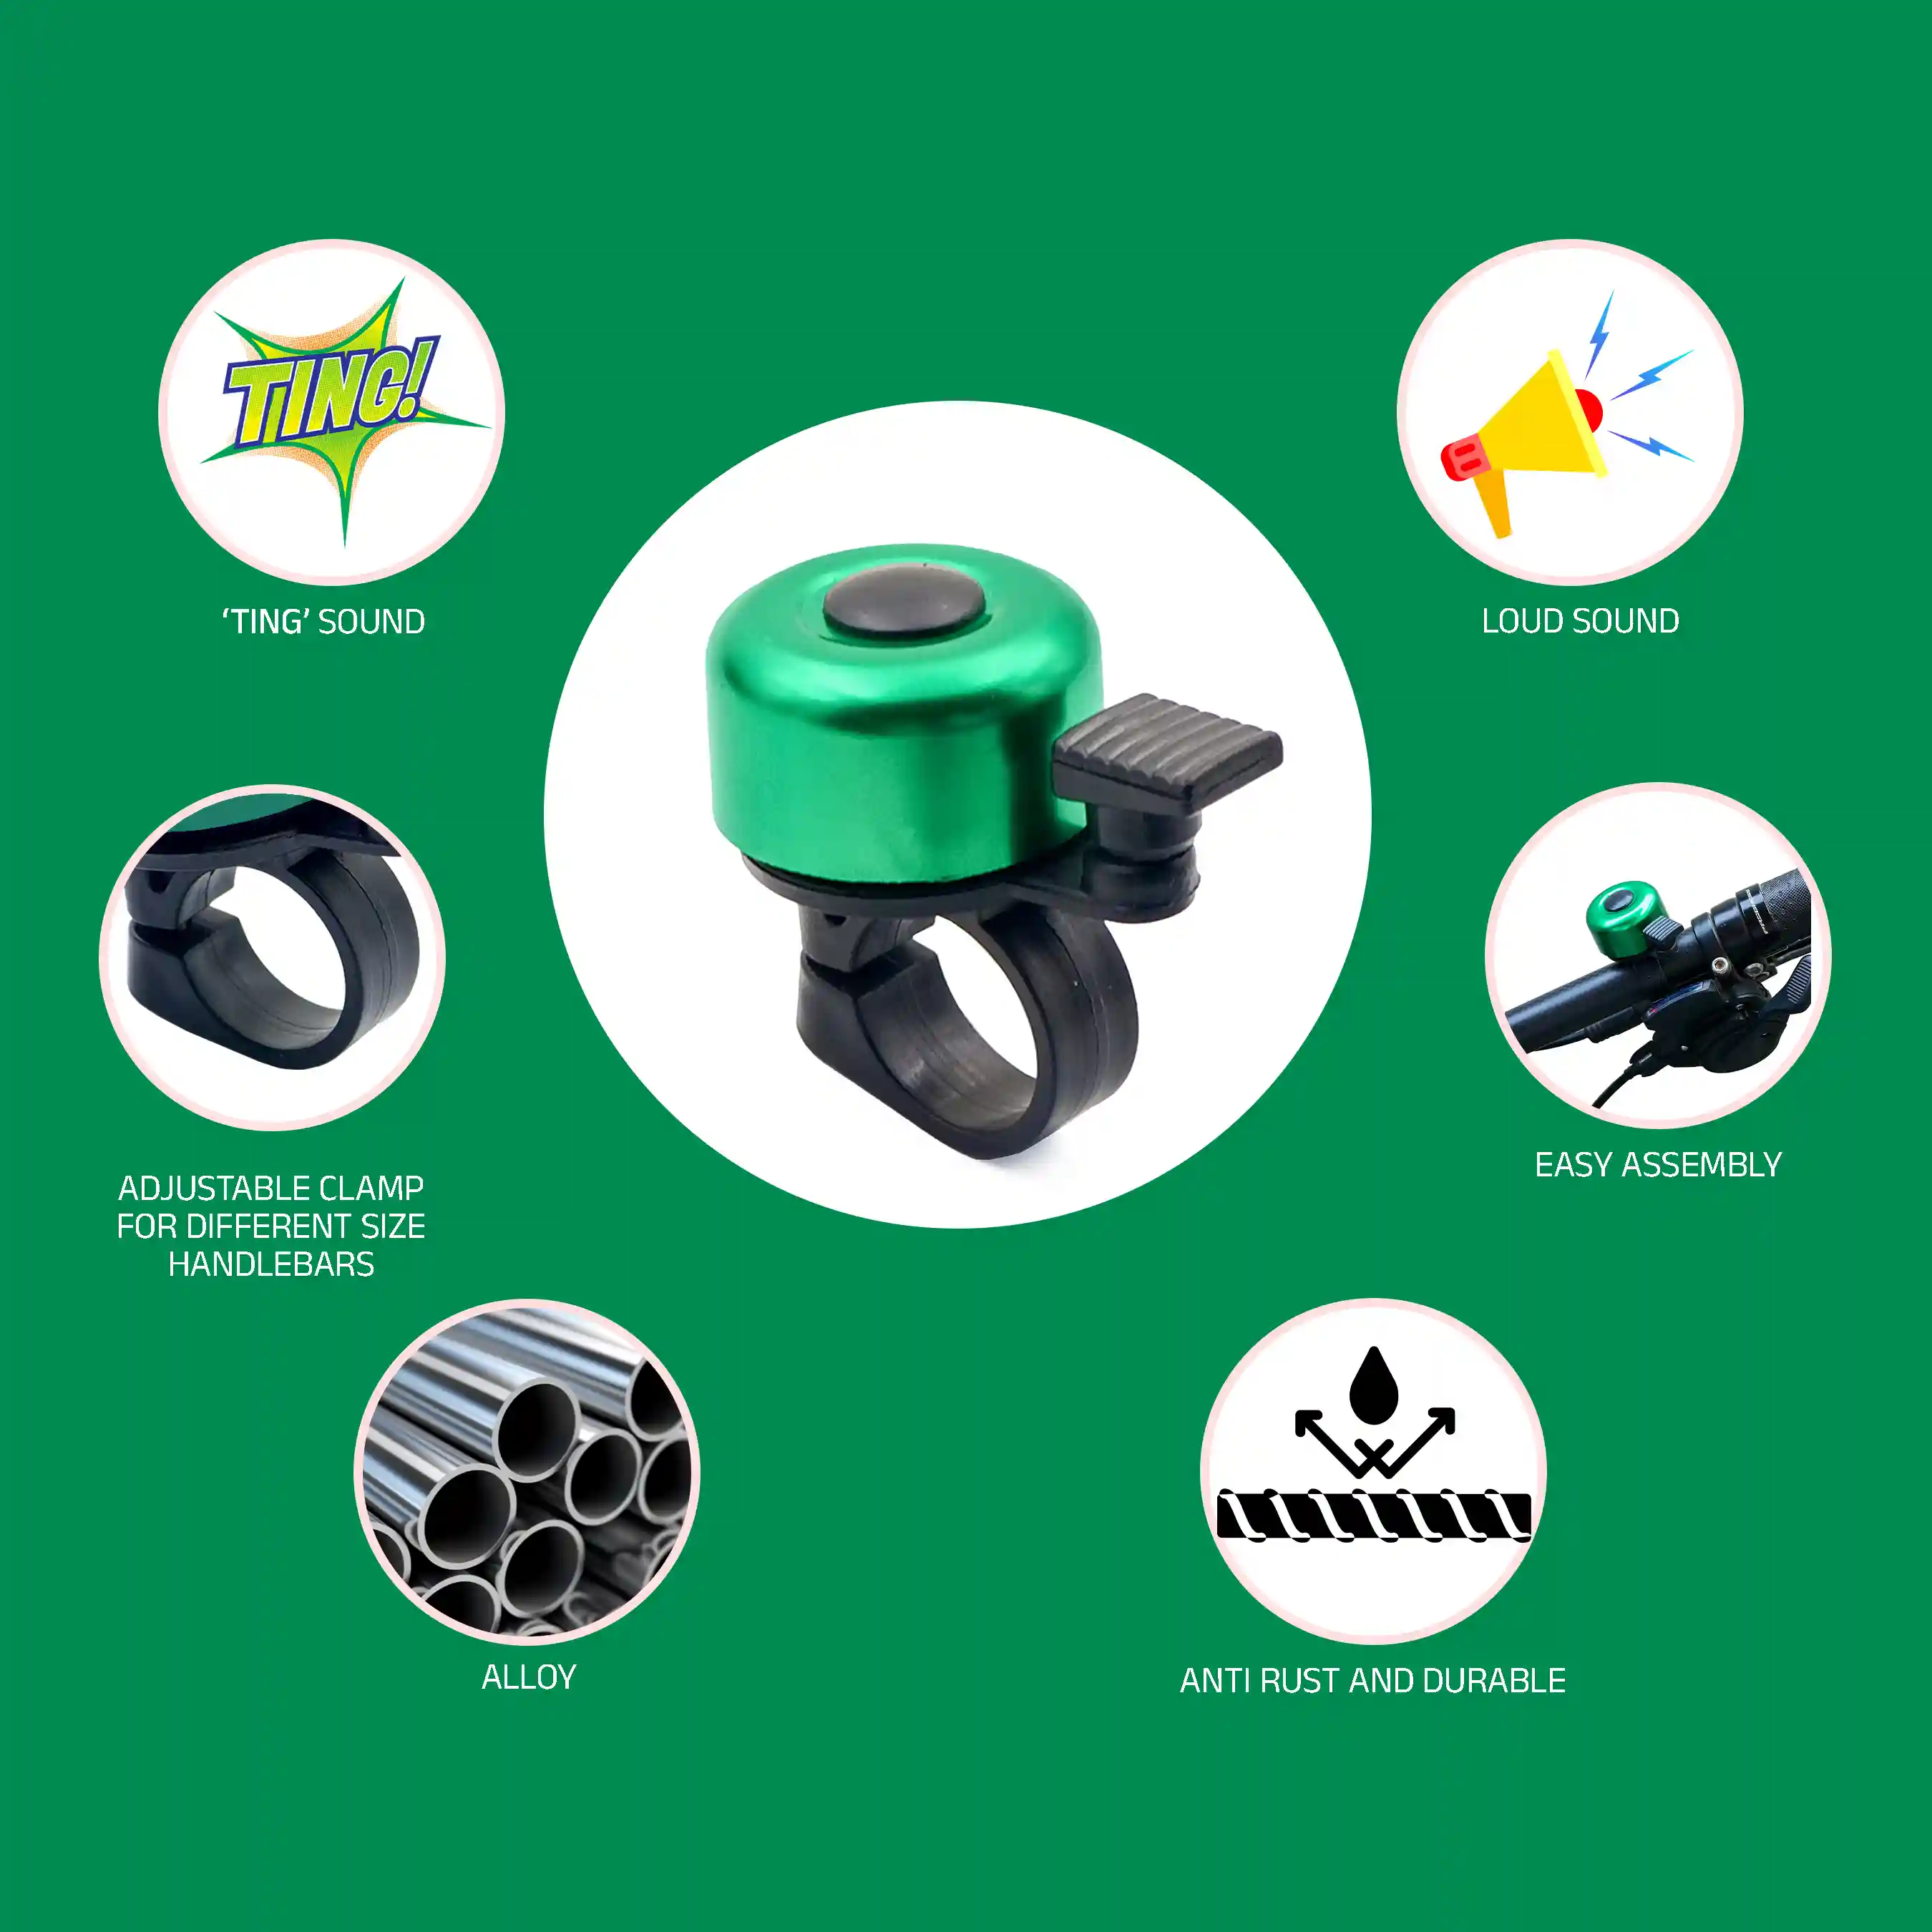 TING!
‘TING’ SOUND
LOUD SOUND
ADJUSTABLE CLAMP
FOR DIFFERENT SIZE
HANDLEBARS
EASY ASSEMBLY
ALLOY
ANTI RUST AND DURABLE